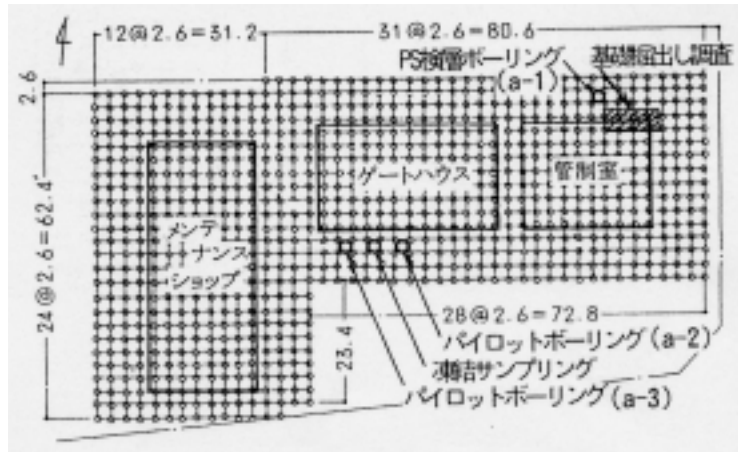 12@2.6=31.2
31@2.6=80.6
PS検層ボーリング
(a-1)
基礎掘出し調査
2.6
24@2.6=62.4
ゲートハウス
管制室
メンテ
ナンス
ショップ
28@2.6=72.8
23.4
パイロットボーリング(a-2)
凍結サンプリング
パイロットボーリング(a-3)